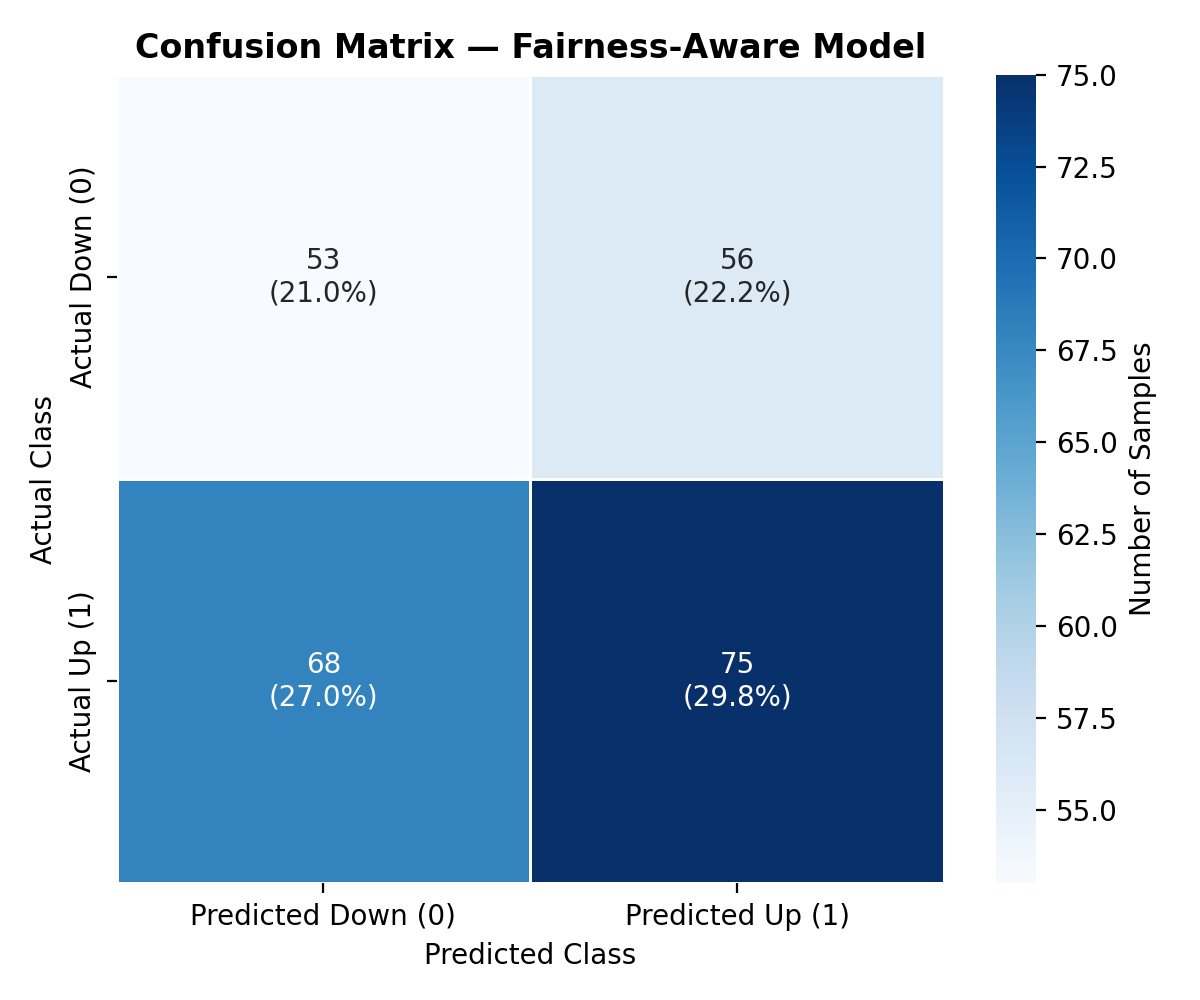 Confusion Matrix — Fairness-Aware Model
Actual Class
Actual Down (0)
Actual Up (1)
53
(21.0%)
56
(22.2%)
68
(27.0%)
75
(29.8%)
Predicted Down (0)
Predicted Up (1)
Predicted Class
75.0
72.5
70.0
67.5
65.0
62.5
60.0
57.5
55.0
Number of Samples